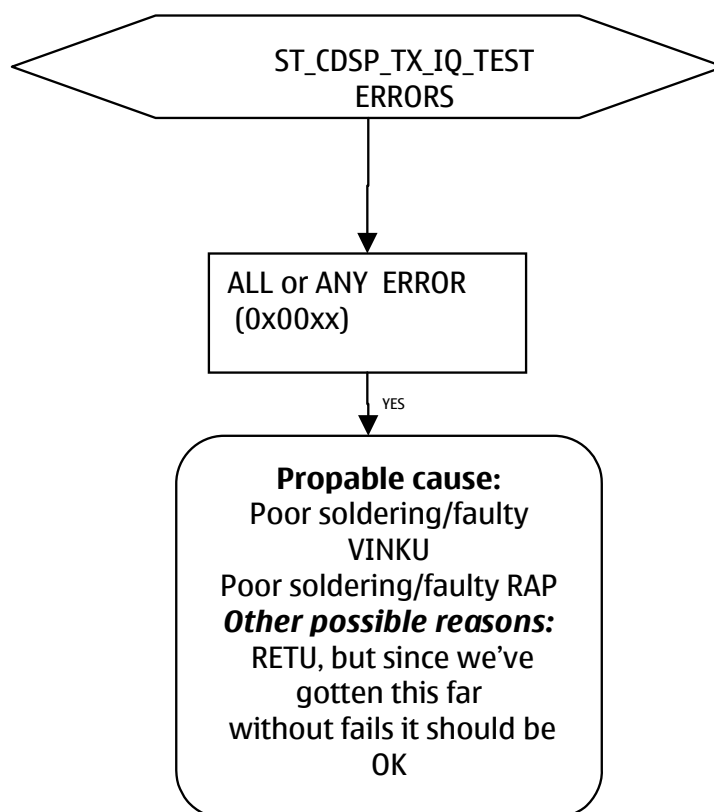 ST_CDSP_TX_IQ_TEST
ERRORS
ALL or ANY ERROR
(0x00xx)
YES
Propable cause:
Poor soldering/faulty
VINKU
Poor soldering/faulty RAP
Other possible reasons:
RETU, but since we’ve
gotten this far
without fails it should be
OK